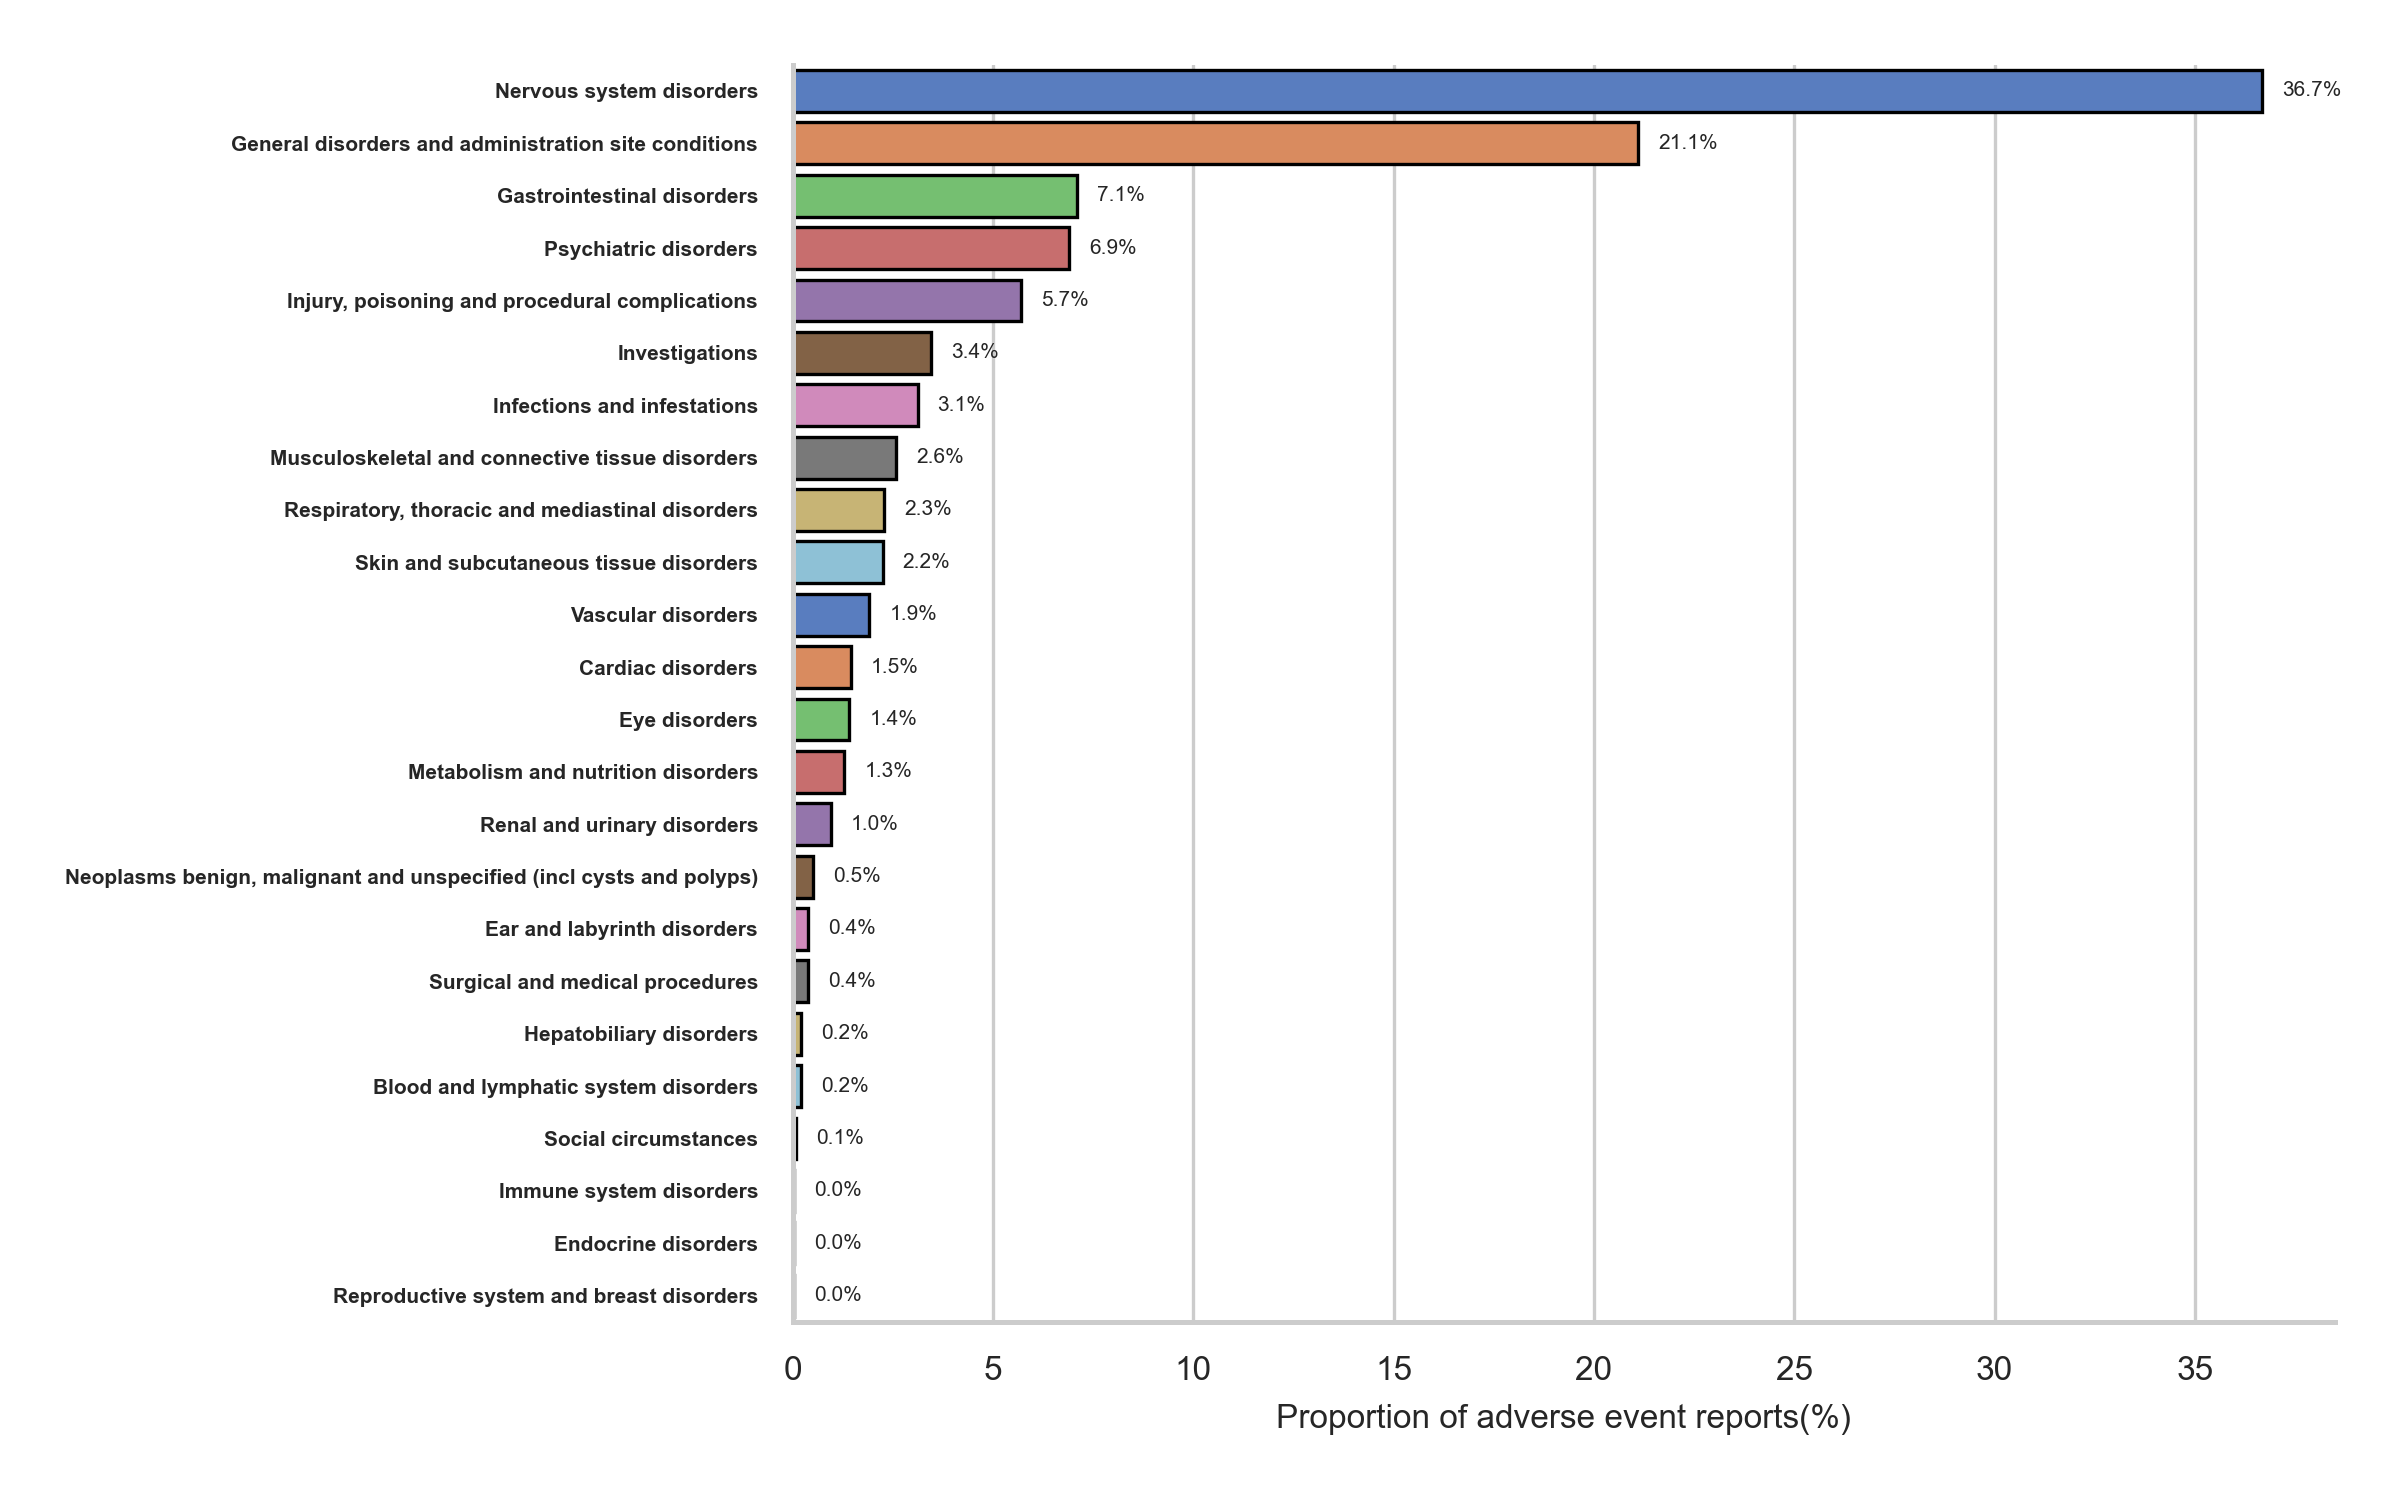 Nervous system disorders 36.7%
General disorders and administration site conditions 21.1%
Gastrointestinal disorders 7.1%
Psychiatric disorders 6.9%
Injury, poisoning and procedural complications 5.7%
Investigations 3.4%
Infections and infestations 3.1%
Musculoskeletal and connective tissue disorders 2.6%
Respiratory, thoracic and mediastinal disorders 2.3%
Skin and subcutaneous tissue disorders 2.2%
Vascular disorders 1.9%
Cardiac disorders 1.5%
Eye disorders 1.4%
Metabolism and nutrition disorders 1.3%
Renal and urinary disorders 1.0%
Neoplasms benign, malignant and unspecified (incl cysts and polyps) 0.5%
Ear and labyrinth disorders 0.4%
Surgical and medical procedures 0.4%
Hepatobiliary disorders 0.2%
Blood and lymphatic system disorders 0.2%
Social circumstances 0.1%
Immune system disorders 0.0%
Endocrine disorders 0.0%
Reproductive system and breast disorders 0.0%
0 5 10 15 20 25 30 35
Proportion of adverse event reports(%)